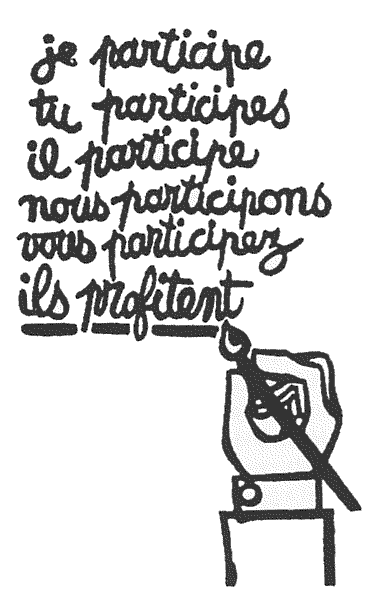 je participe
tu participes
il participe
nous participons
vous participez
ils profitent